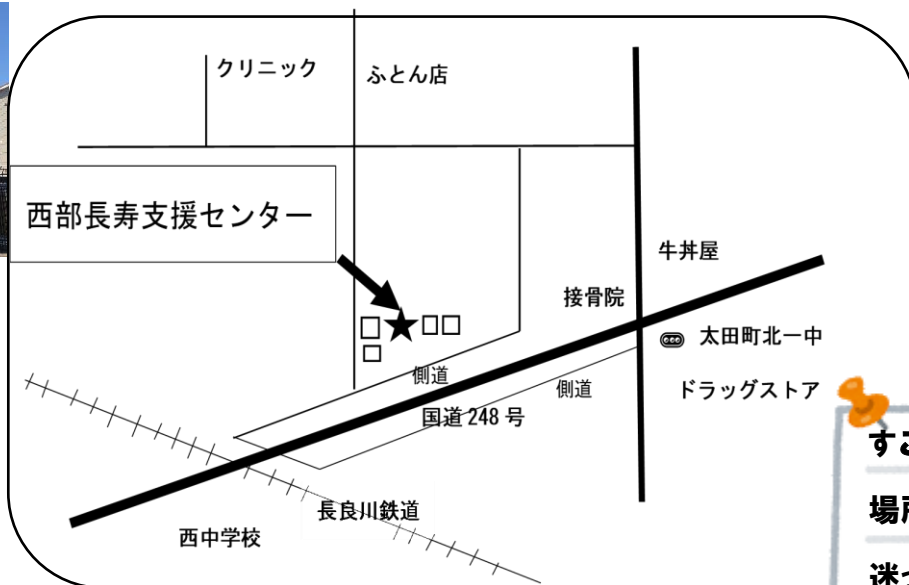 クリニック
ふとん店
西部長寿支援センター
牛丼屋
接骨院
太田町北一中
側道
側道
ドラッグストア
国道248号
長良川鉄道
西中学校
場所